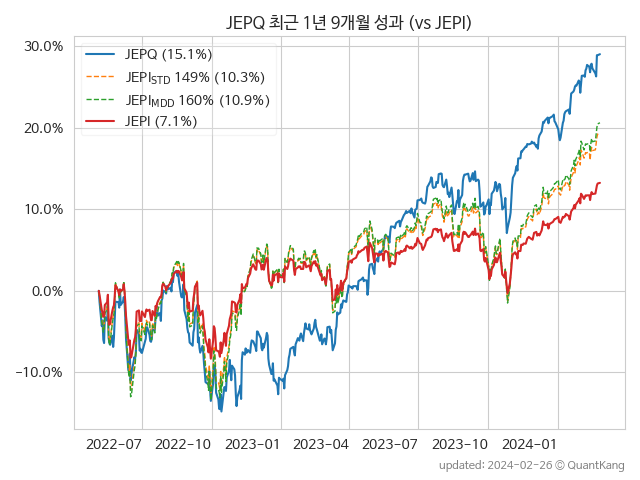 JEPQ 최근 1년 9개월 성과 (vs JEPI)
30.0%
20.0%
10.0%
0.0%
−10.0%
JEPQ (15.1%)
JEPI_STD 149% (10.3%)
JEPI_MDD 160% (10.9%)
JEPI (7.1%)
2022-07 2022-10 2023-01 2023-04 2023-07 2023-10 2024-01
updated: 2024-02-26 © QuantKang